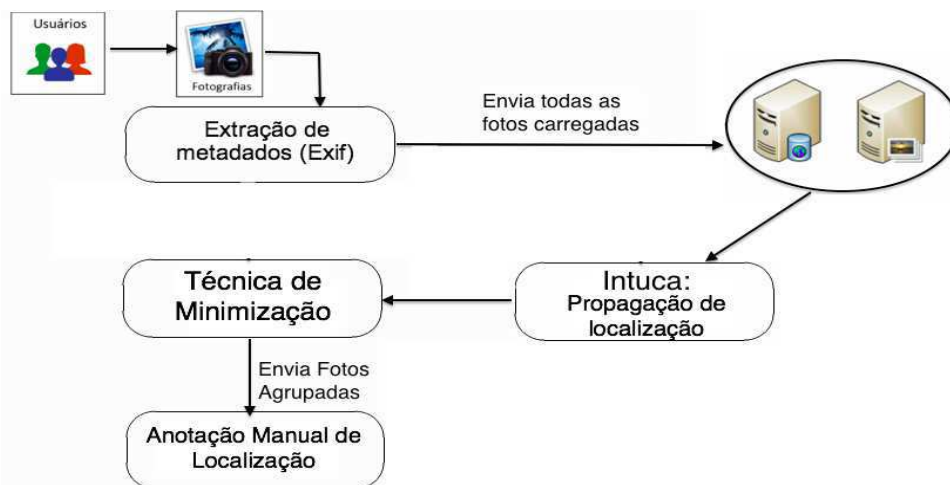 Usuários
Fotografias
Extração de
metadados (Exif)
Envia todas as
fotos carregadas
Técnica de
Minimização
Intuca:
Propagação de
localização
Envia Fotos
Agrupadas
Anotação Manual de
Localização